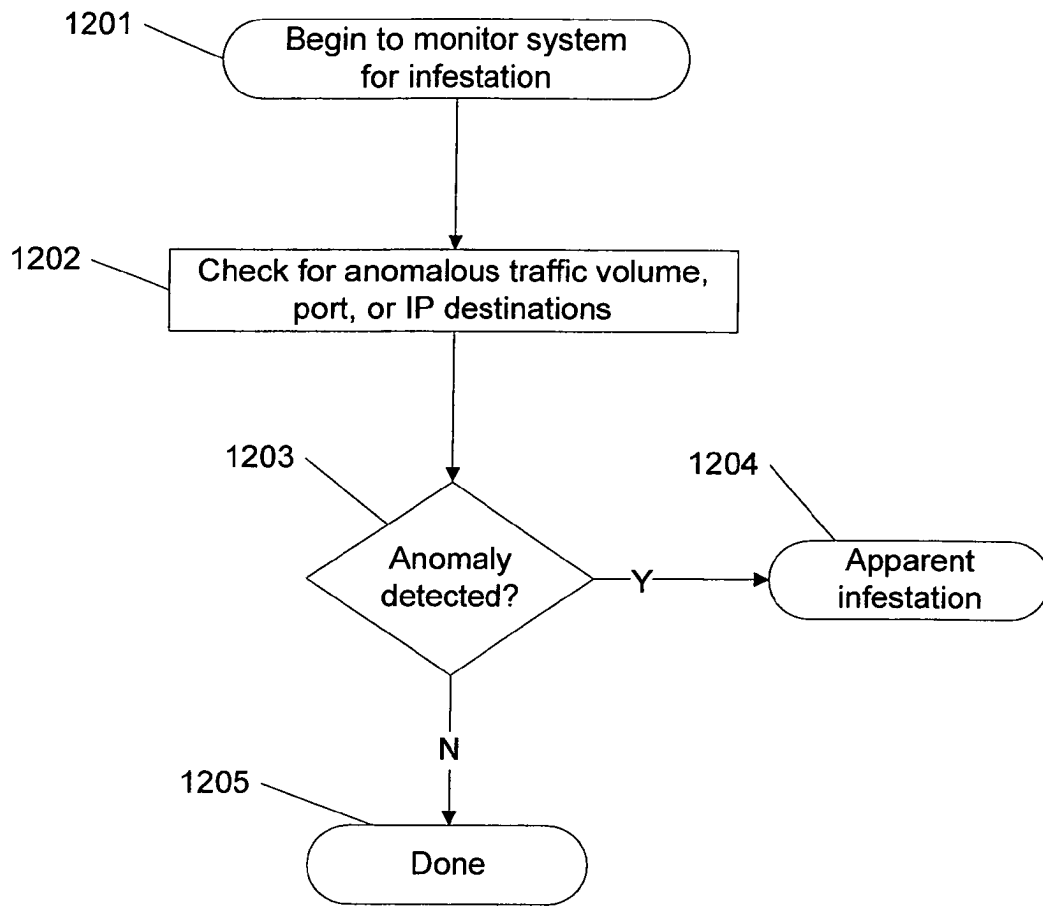 1201
Begin to monitor system
for infestation
1202
Check for anomalous traffic volume,
port, or IP destinations
1203
Anomaly
detected?
Y
1204
Apparent
infestation
N
1205
Done